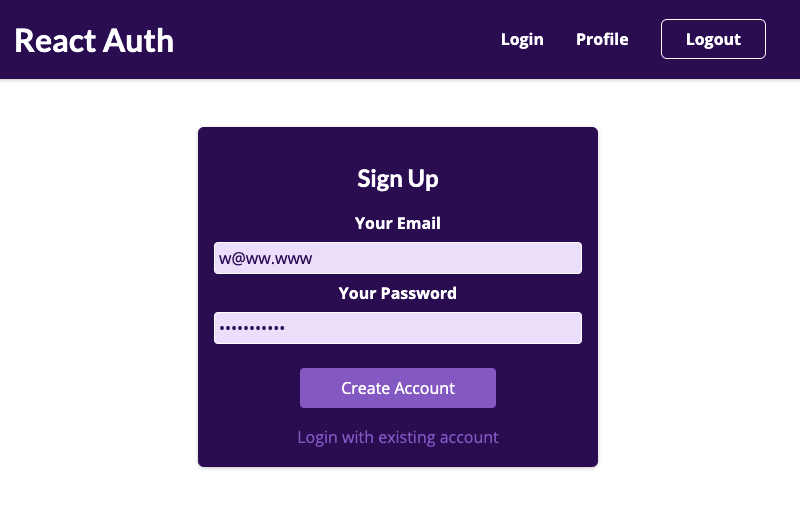 React Auth
Login
Profile
Logout
Sign Up
Your Email
w@ww.www
Your Password
•••••••••••
Create Account
Login with existing account